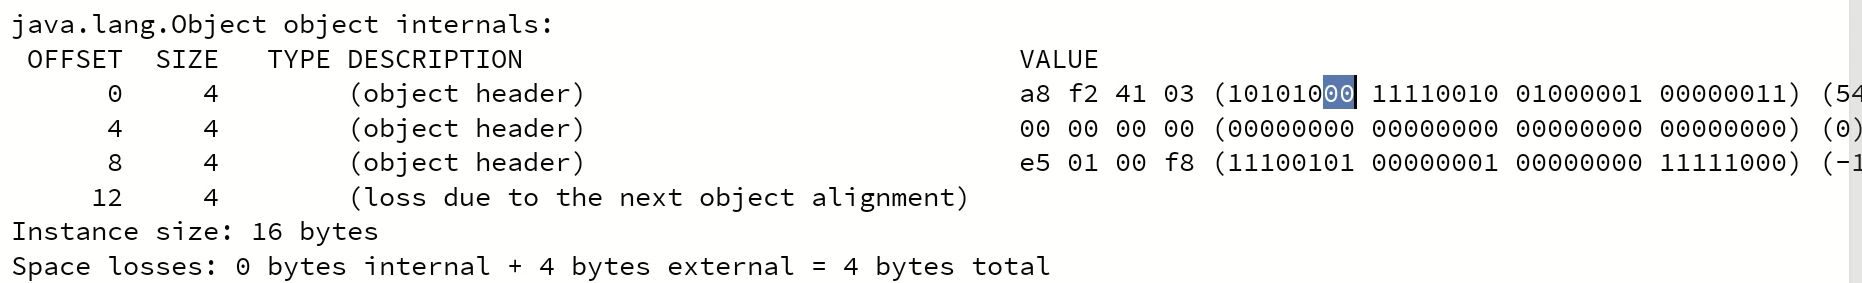 java.lang.Object object internals:
 OFFSET  SIZE   TYPE DESCRIPTION                               VALUE
      0     4        (object header)                           a8 f2 41 03 (10101000 11110010 01000001 00000011) (54
      4     4        (object header)                           00 00 00 00 (00000000 00000000 00000000 00000000) (0)
      8     4        (object header)                           e5 01 00 f8 (11100101 00000001 00000000 11111000) (-1
     12     4        (loss due to the next object alignment)
Instance size: 16 bytes
Space losses: 0 bytes internal + 4 bytes external = 4 bytes total